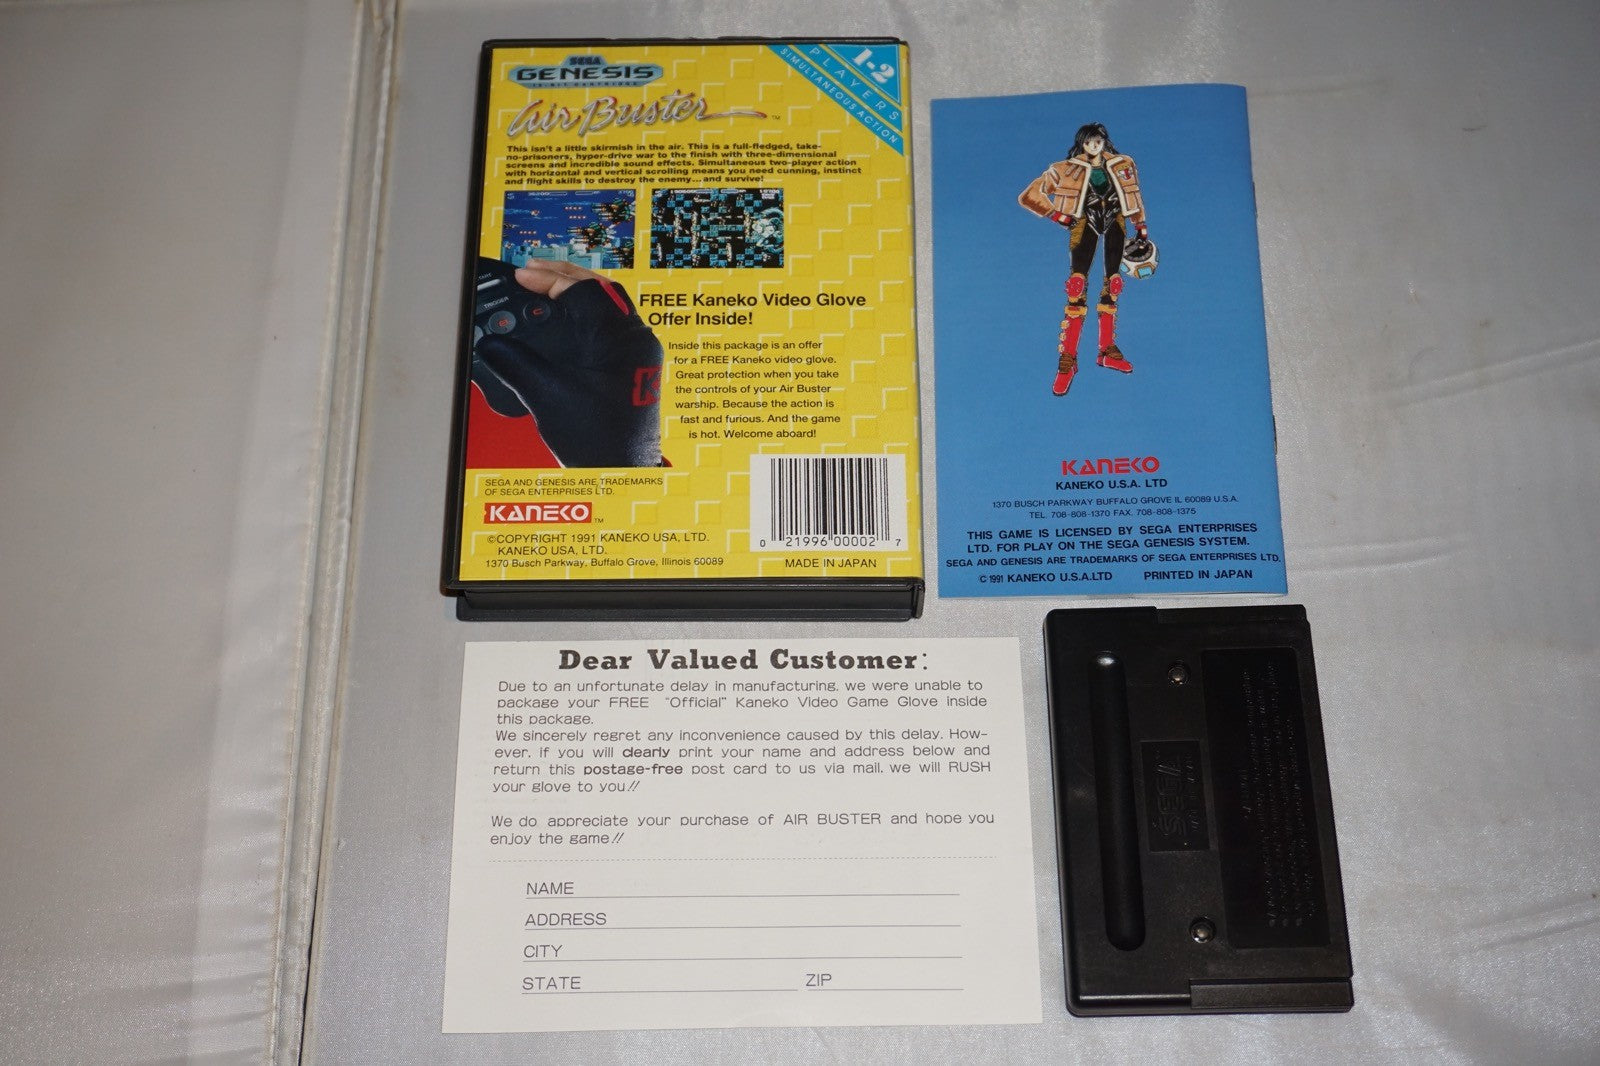 SEGA
GENESIS
16-BIT CARTRIDGE
1-2
PLAYERS
SIMULTANEOUS ACTION
Air Buster ™
This isn't a little skirmish in the air. This is a full-fledged, take-
no-prisoners, hyper-drive war to the finish with three-dimensional
screens and incredible sound effects. Simultaneous two-player action
with horizontal and vertical scrolling means you need cunning, instinct
and flight skills to destroy the enemy...and survive!
START
TRIGGER
B
C
FREE Kaneko Video Glove
Offer Inside!
Inside this package is an offer
for a FREE Kaneko video glove.
Great protection when you take
the controls of your Air Buster
warship. Because the action is
fast and furious. And the game
is hot. Welcome aboard!
K
SEGA AND GENESIS ARE TRADEMARKS
OF SEGA ENTERPRISES LTD.
KANEKO ™
©COPYRIGHT 1991 KANEKO USA, LTD.
KANEKO USA, LTD.
1370 Busch Parkway, Buffalo Grove, Illinois 60089
0 21996 00002 7
MADE IN JAPAN
KANEKO
KANEKO U.S.A. LTD
1370 BUSCH PARKWAY BUFFALO GROVE IL 60089 U.S.A.
TEL. 708-808-1370 FAX. 708-808-1375
THIS GAME IS LICENSED BY SEGA ENTERPRISES
LTD. FOR PLAY ON THE SEGA GENESIS SYSTEM.
SEGA AND GENESIS ARE TRADEMARKS OF SEGA ENTERPRISES LTD.
© 1991 KANEKO U.S.A.LTD PRINTED IN JAPAN
Dear Valued Customer:
Due to an unfortunate delay in manufacturing, we were unable to
package your FREE "Official" Kaneko Video Game Glove inside
this package.
We sincerely regret any inconvenience caused by this delay. How-
ever, if you will clearly print your name and address below and
return this postage-free post card to us via mail, we will RUSH
your glove to you!!
We do appreciate your purchase of AIR BUSTER and hope you
enjoy the game!!
NAME
ADDRESS
CITY
STATE ZIP
SEGA